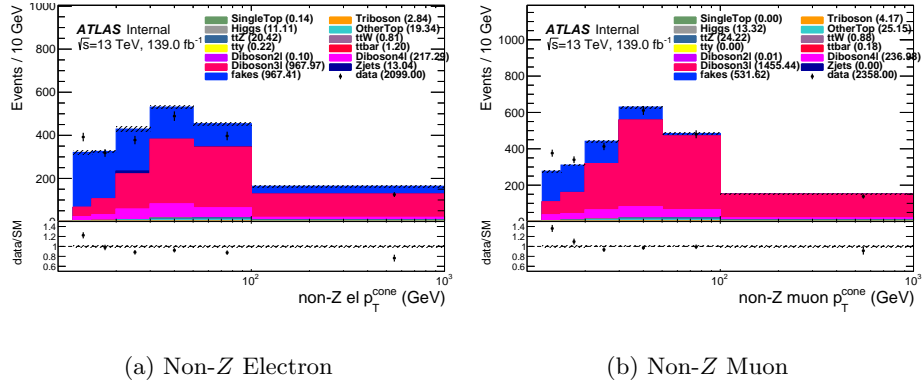 Events / 10 GeV
1000
800
600
400
200
0
ATLAS Internal
√s=13 TeV, 139.0 fb-1
SingleTop (0.14)
Triboson (2.84)
Higgs (11.11)
OtherTop (19.34)
ttZ (20.42)
ttW (0.81)
tty (0.22)
ttbar (1.20)
Diboson2l (0.10)
Diboson4l (217.29)
Diboson3l (967.97)
Zjets (13.04)
fakes (967.41)
data (2099.00)
data/SM
1.4
1.2
1
0.8
0.6
10²
10³
non-Z el p_T^cone (GeV)
(a) Non-Z Electron
Events / 10 GeV
1000
800
600
400
200
0
ATLAS Internal
√s=13 TeV, 139.0 fb-1
SingleTop (0.00)
Triboson (4.17)
Higgs (13.32)
OtherTop (25.15)
ttZ (24.22)
ttW (0.88)
tty (0.00)
ttbar (0.18)
Diboson2l (0.01)
Diboson4l (236.98)
Diboson3l (1455.44)
Zjets (0.00)
fakes (531.62)
data (2358.00)
data/SM
1.4
1.2
1
0.8
0.6
10²
10³
non-Z muon p_T^cone (GeV)
(b) Non-Z Muon